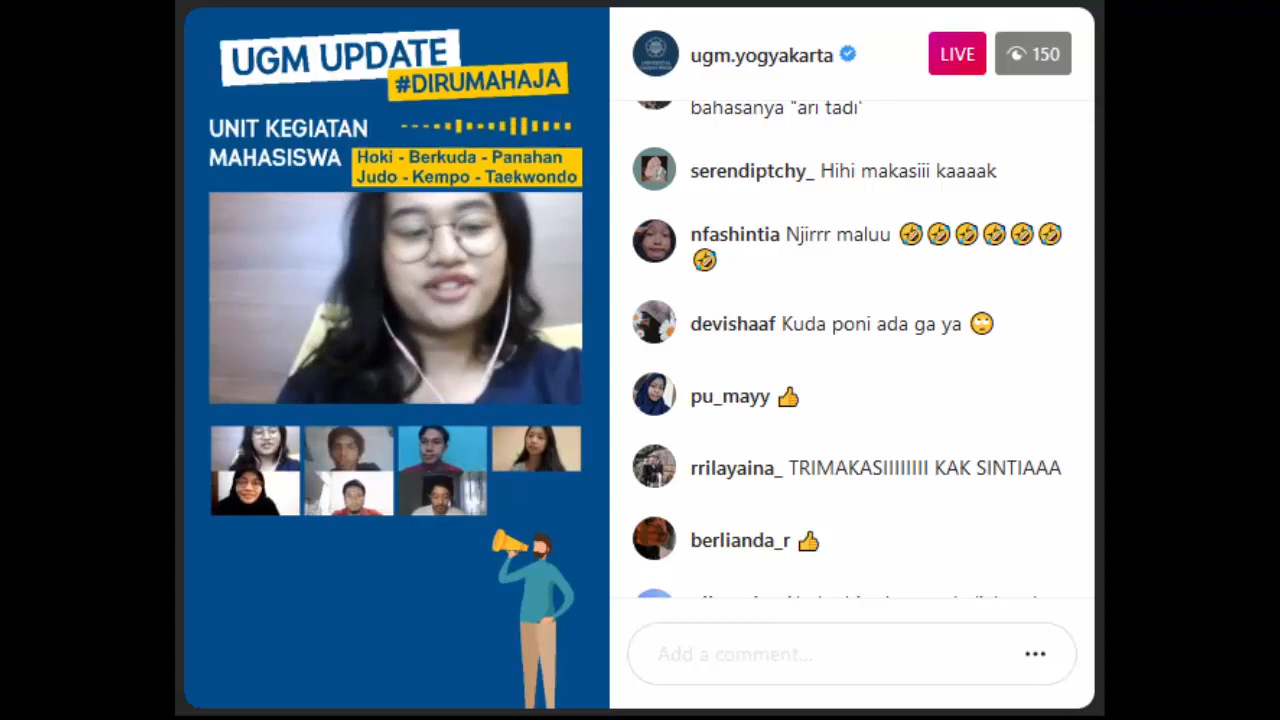 UGM UPDATE
#DIRUMAHAJA
UNIT KEGIATAN
MAHASISWA
Hoki - Berkuda - Panahan
Judo - Kempo - Taekwondo
ugm.yogyakarta
LIVE
150
bahasanya "ari tadi'
serendiptchy_ Hihi makasiii kaaaak
nfashintia Njirrr maluu 🤣🤣🤣🤣🤣🤣
🤣
devishaaf Kuda poni ada ga ya 🙄
pu_mayy 👍
rrilayaina_ TRIMAKASIIIIIIII KAK SINTIAAA
berlianda_r 👍
Add a comment...